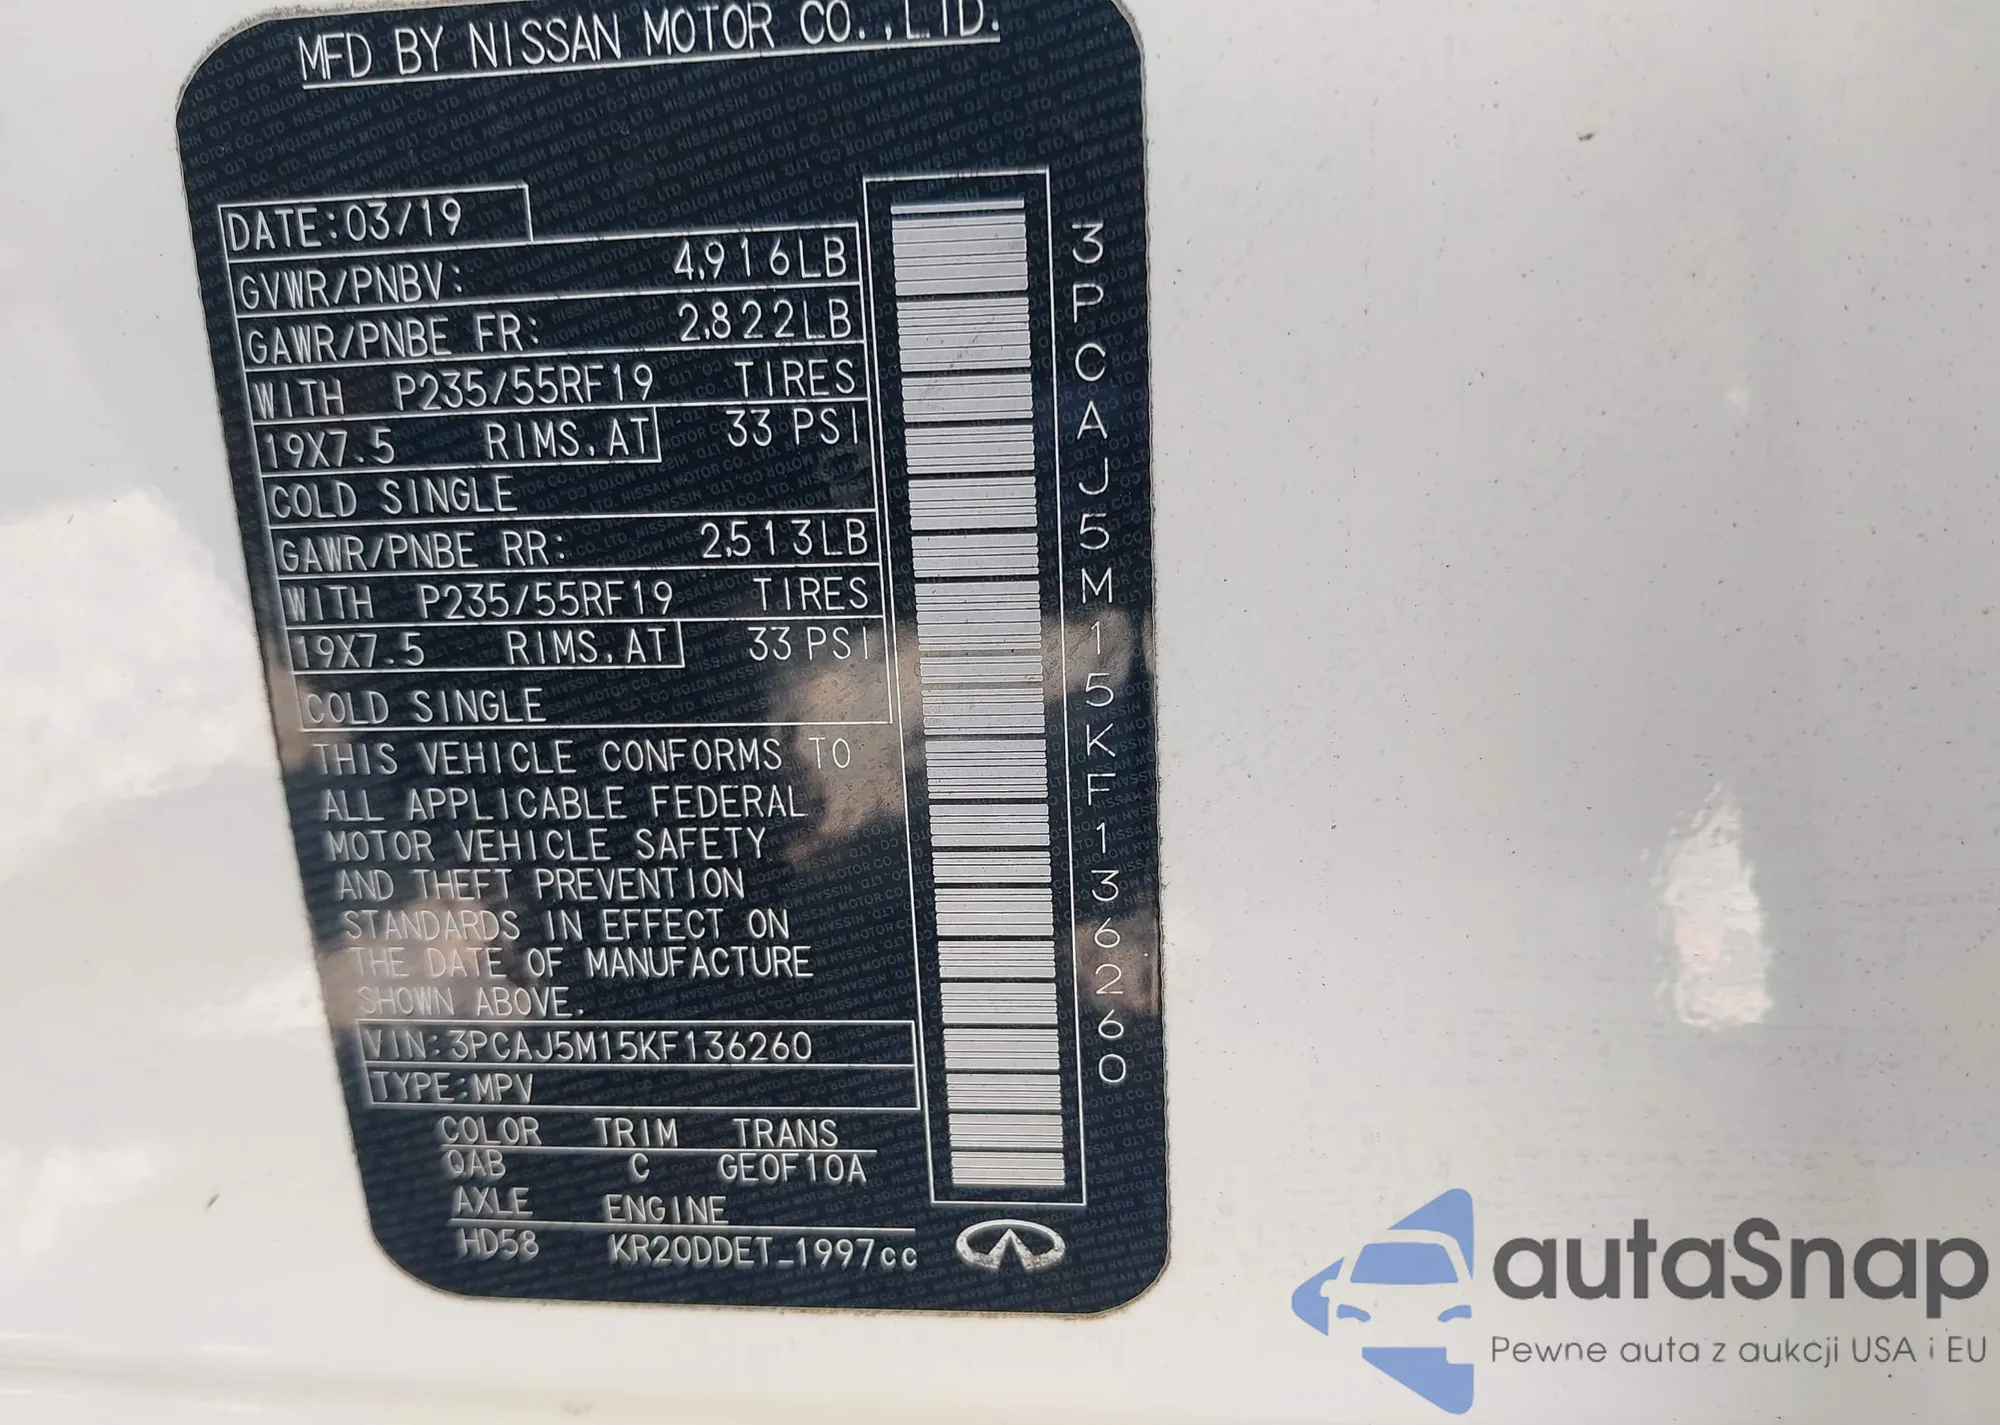 MFD BY NISSAN MOTOR CO.,LTD.
DATE:03/19
GVWR/PNBV: 4,916LB
GAWR/PNBE FR: 2,822LB
WITH P235/55RF19 TIRES
19X7.5 RIMS,AT 33 PSI
COLD SINGLE
GAWR/PNBE RR: 2,513LB
WITH P235/55RF19 TIRES
19X7.5 RIMS,AT 33 PSI
COLD SINGLE
THIS VEHICLE CONFORMS TO
ALL APPLICABLE FEDERAL
MOTOR VEHICLE SAFETY
AND THEFT PREVENTION
STANDARDS IN EFFECT ON
THE DATE OF MANUFACTURE
SHOWN ABOVE.
VIN:3PCAJ5M15KF136260
TYPE:MPV
COLOR TRIM TRANS
QAB C GE0F10A
AXLE ENGINE
HD58 KR20DDET_1997cc
3PCAJ5M15KF136260
autaSnap
Pewne auta z aukcji USA i EU